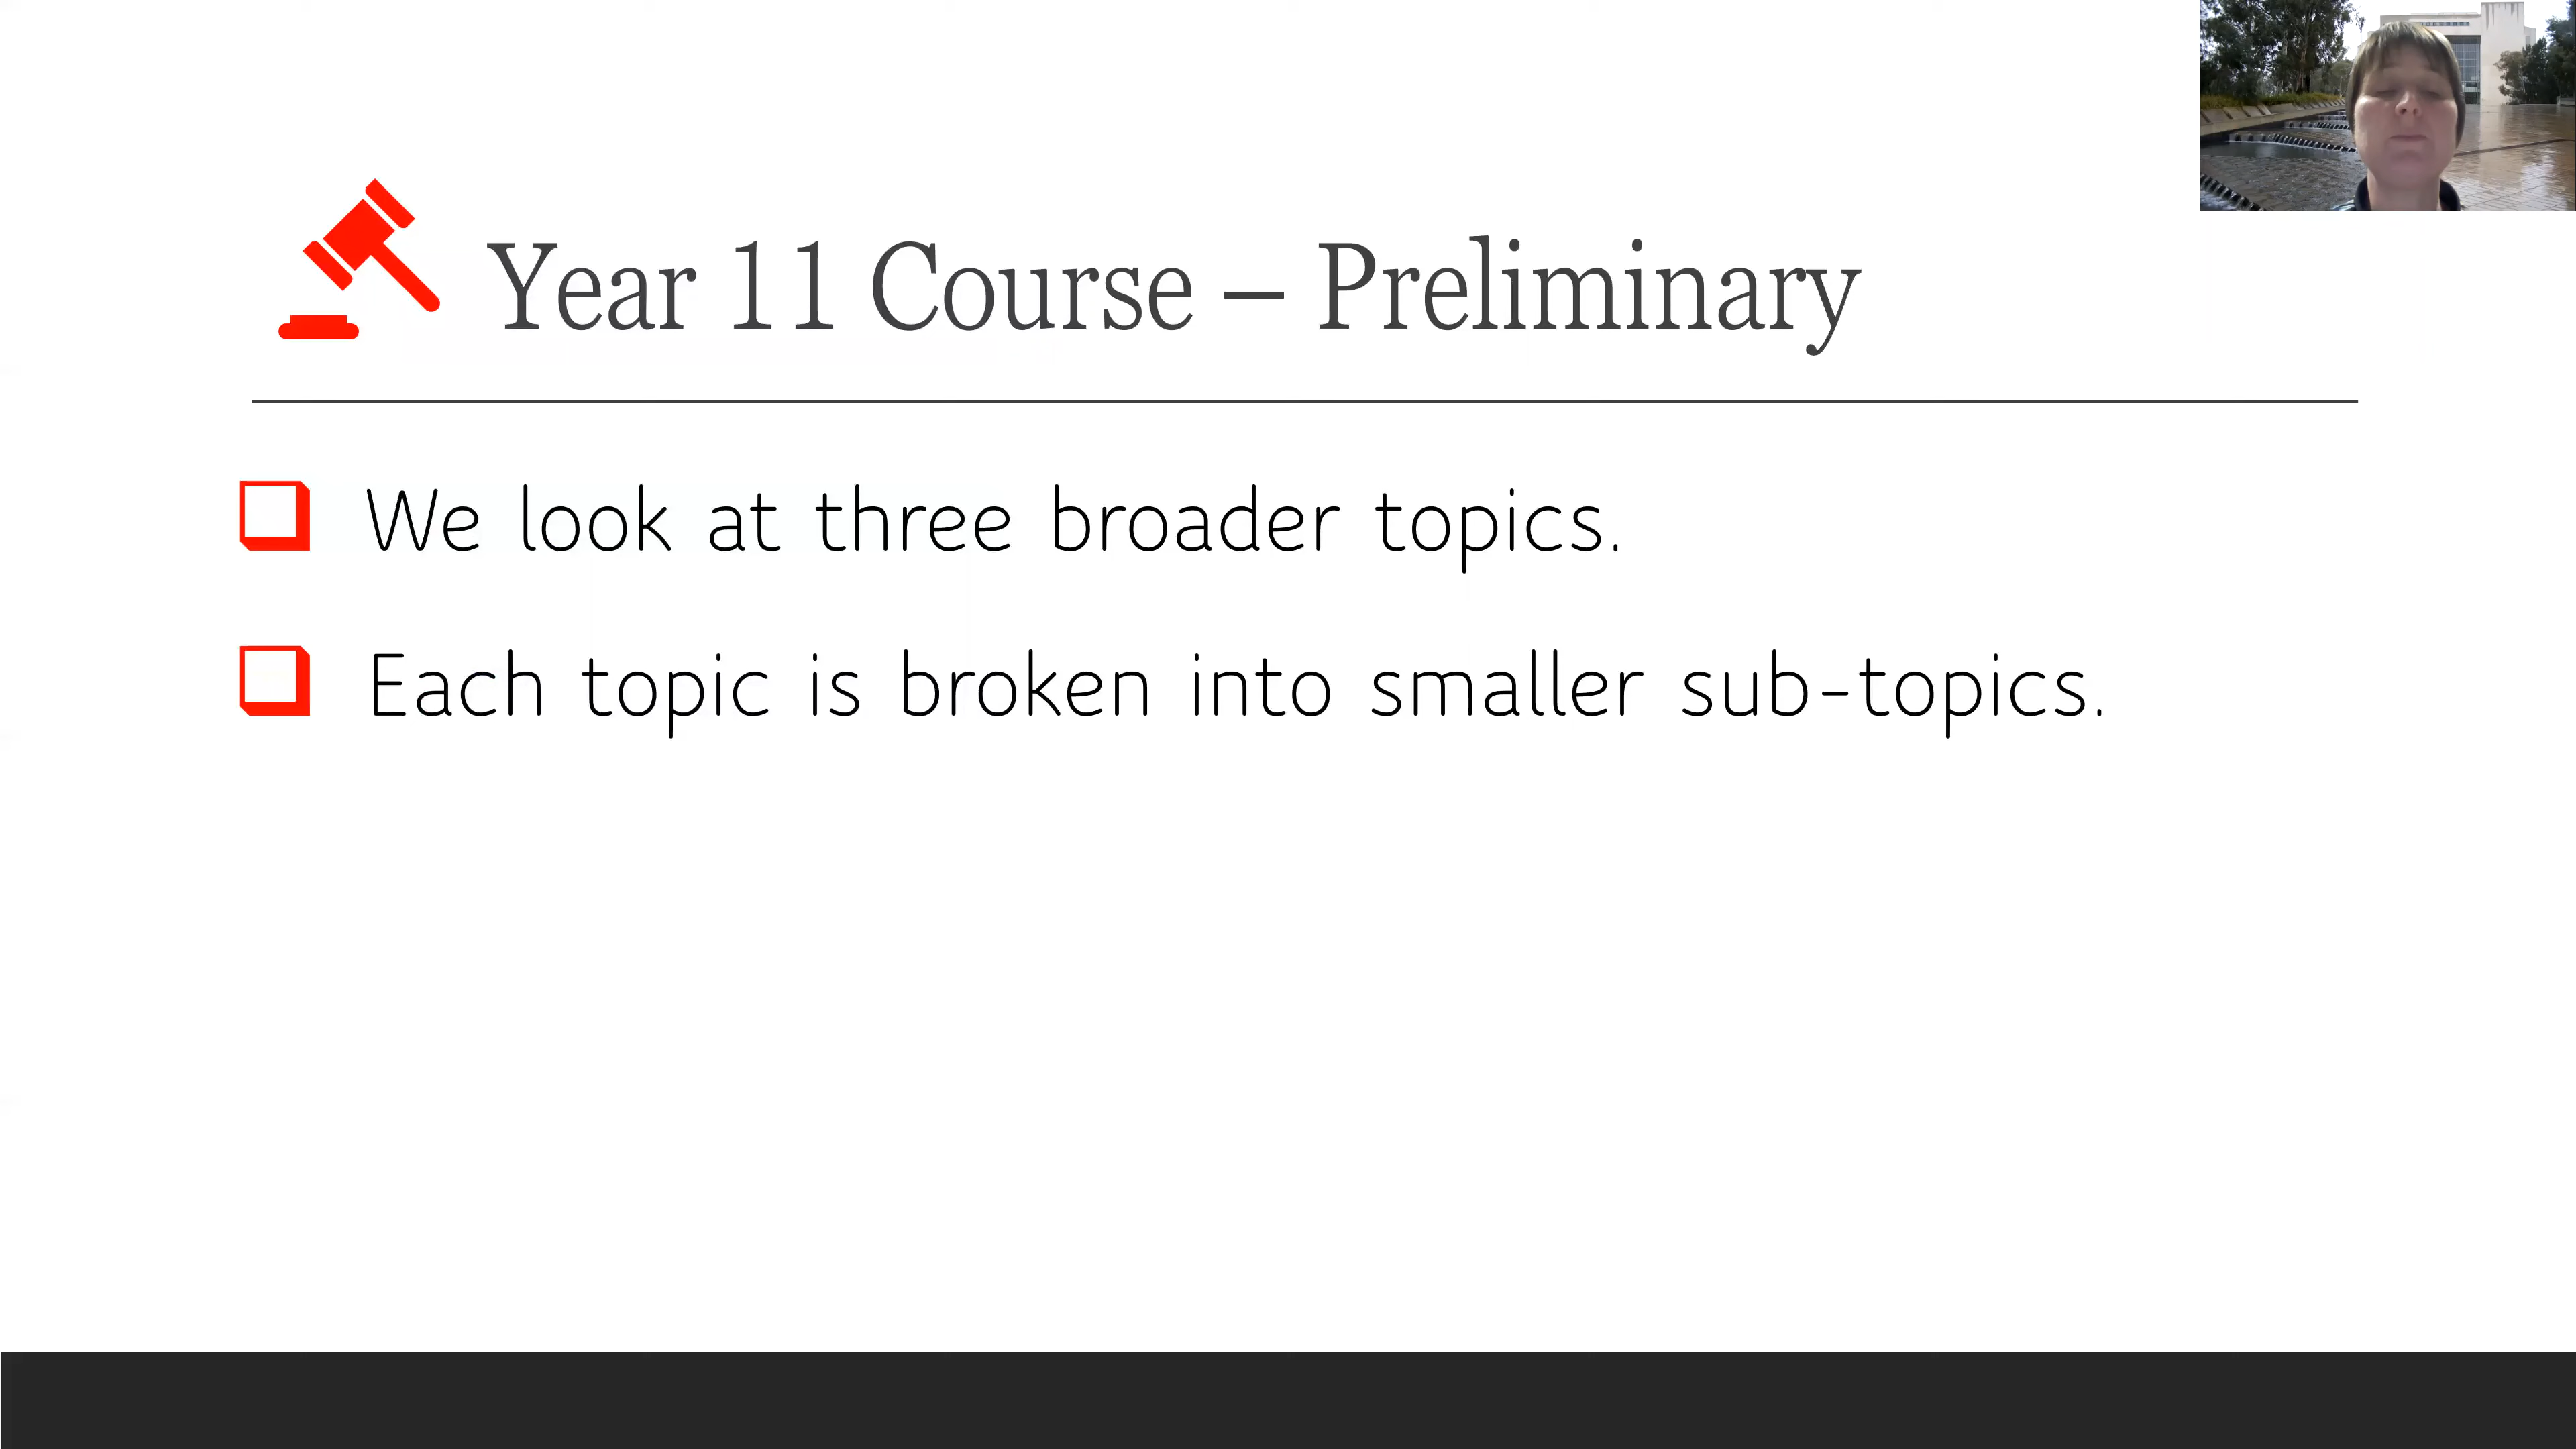 Year 11 Course – Preliminary
We look at three broader topics.
Each topic is broken into smaller sub-topics.